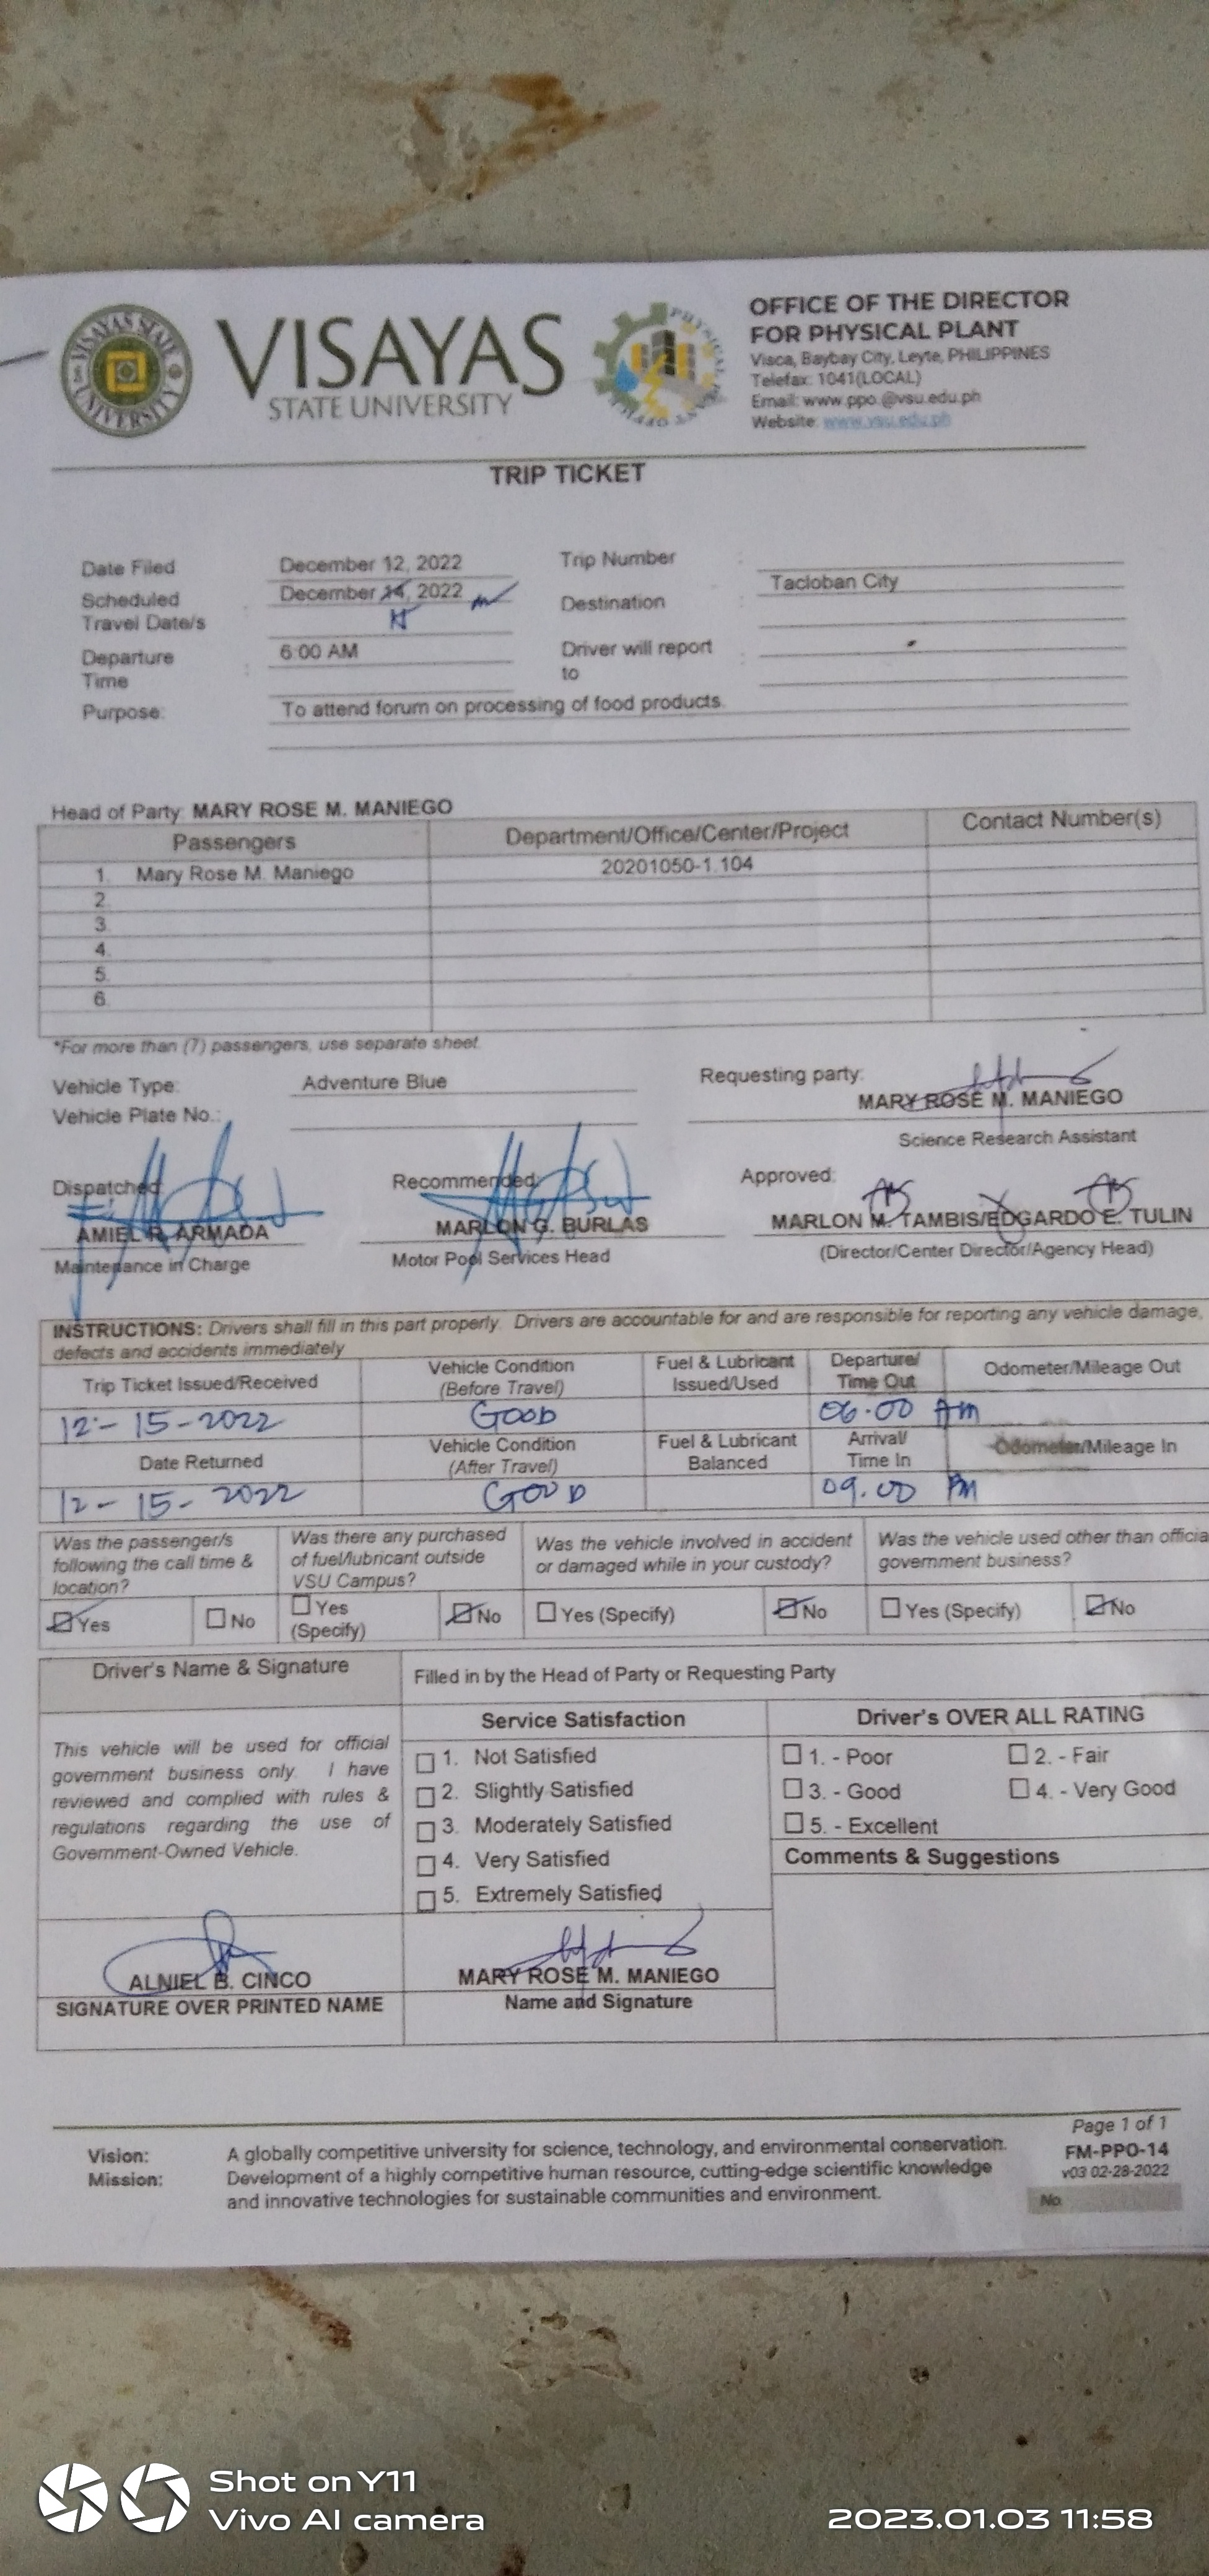 VISAYAS STATE UNIVERSITY
VISAYAS
STATE UNIVERSITY
OFFICE OF THE DIRECTOR
FOR PHYSICAL PLANT
Visca, Baybay City, Leyte, PHILIPPINES
Telefax: 1041(LOCAL)
Email: www.ppo.@vsu.edu.ph
Website: www.vsu.edu.ph
TRIP TICKET
Date Filed December 12, 2022 Trip Number :
Scheduled Travel Date/s December 14, 2022 Destination : Tacloban City
15
Departure Time : 6:00 AM Driver will report to :
Purpose: To attend forum on processing of food products.
Head of Party: MARY ROSE M. MANIEGO
Passengers Department/Office/Center/Project Contact Number(s)
1. Mary Rose M. Maniego 20201050-1.104
2.
3.
4.
5.
6.
*For more than (7) passengers, use separate sheet.
Vehicle Type: Adventure Blue Requesting party:
Vehicle Plate No.: MARY ROSE M. MANIEGO
Science Research Assistant
Dispatched: Recommended: Approved:
AMIEL R. ARMADA MARLON G. BURLAS MARLON M. TAMBIS/EDGARDO E. TULIN
Maintenance in Charge Motor Pool Services Head (Director/Center Director/Agency Head)
INSTRUCTIONS: Drivers shall fill in this part properly. Drivers are accountable for and are responsible for reporting any vehicle damage,
defects and accidents immediately
Trip Ticket Issued/Received Vehicle Condition (Before Travel) Fuel & Lubricant Issued/Used Departure/ Time Out Odometer/Mileage Out
12-15-2022 GOOD 06:00 AM
Date Returned Vehicle Condition (After Travel) Fuel & Lubricant Balanced Arrival/ Time In Odometer/Mileage In
12-15-2022 GOOD 09.00 PM
Was the passenger/s following the call time & location? Was there any purchased of fuel/lubricant outside VSU Campus? Was the vehicle involved in accident or damaged while in your custody? Was the vehicle used other than official government business?
Yes No Yes (Specify) No Yes (Specify) No Yes (Specify) No
Driver's Name & Signature Filled in by the Head of Party or Requesting Party
Service Satisfaction Driver's OVER ALL RATING
This vehicle will be used for official
government business only. I have
reviewed and complied with rules &
regulations regarding the use of
Government-Owned Vehicle.
1. Not Satisfied
2. Slightly Satisfied
3. Moderately Satisfied
4. Very Satisfied
5. Extremely Satisfied
1. - Poor 2. - Fair
3. - Good 4. - Very Good
5. - Excellent
Comments & Suggestions
ALNIEL B. CINCO MARY ROSE M. MANIEGO
SIGNATURE OVER PRINTED NAME Name and Signature
Page 1 of 1
Vision: A globally competitive university for science, technology, and environmental conservation.
Mission: Development of a highly competitive human resource, cutting-edge scientific knowledge
and innovative technologies for sustainable communities and environment.
FM-PPO-14
v03 02-28-2022
No.
Shot on Y11
Vivo AI camera
2023.01.03 11:58